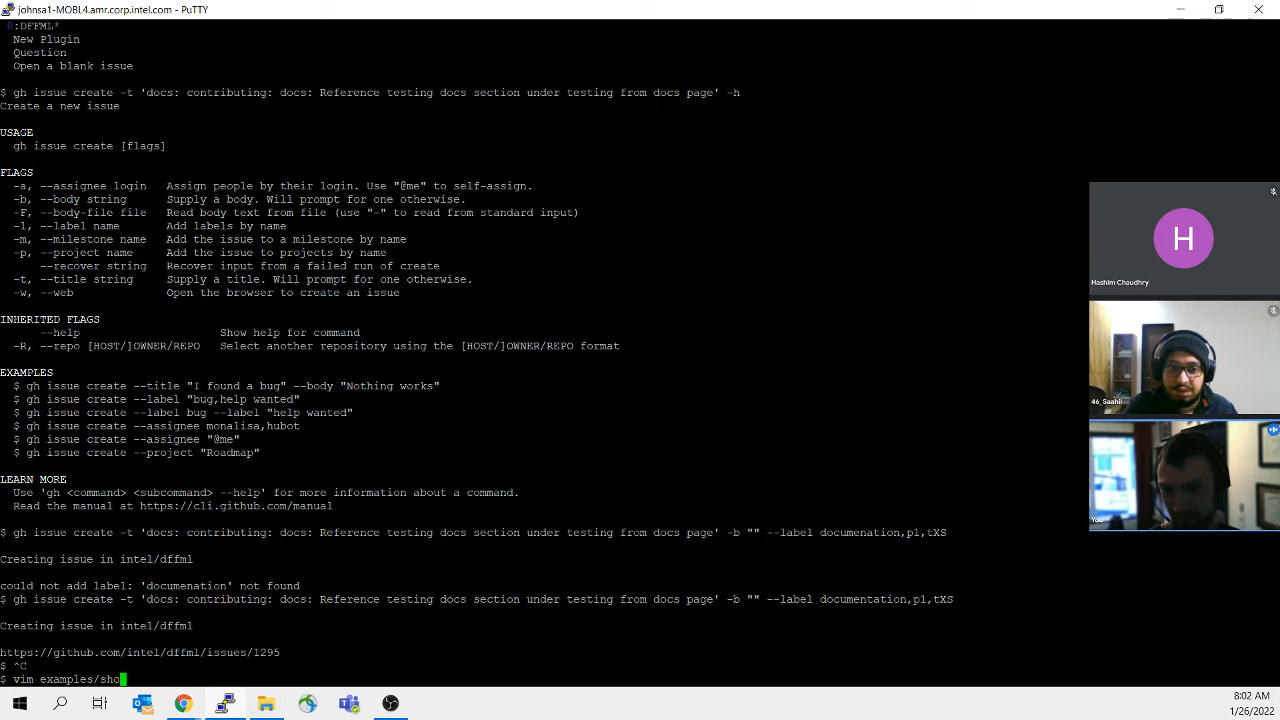 johnsa1-MOBL4.amr.corp.intel.com - PuTTY
0:DFFML*
New Plugin
Question
Open a blank issue
$ gh issue create -t 'docs: contributing: docs: Reference testing docs section under testing from docs page' -h
Create a new issue
USAGE
gh issue create [flags]
FLAGS
-a, --assignee login Assign people by their login. Use "@me" to self-assign.
-b, --body string Supply a body. Will prompt for one otherwise.
-F, --body-file file Read body text from file (use "-" to read from standard input)
-l, --label name Add labels by name
-m, --milestone name Add the issue to a milestone by name
-p, --project name Add the issue to projects by name
--recover string Recover input from a failed run of create
-t, --title string Supply a title. Will prompt for one otherwise.
-w, --web Open the browser to create an issue
INHERITED FLAGS
--help Show help for command
-R, --repo [HOST/]OWNER/REPO Select another repository using the [HOST/]OWNER/REPO format
EXAMPLES
$ gh issue create --title "I found a bug" --body "Nothing works"
$ gh issue create --label "bug,help wanted"
$ gh issue create --label bug --label "help wanted"
$ gh issue create --assignee monalisa,hubot
$ gh issue create --assignee "@me"
$ gh issue create --project "Roadmap"
LEARN MORE
Use 'gh <command> <subcommand> --help' for more information about a command.
Read the manual at https://cli.github.com/manual
$ gh issue create -t 'docs: contributing: docs: Reference testing docs section under testing from docs page' -b "" --label documenation,p1,tXS
Creating issue in intel/dffml
could not add label: 'documenation' not found
$ gh issue create -t 'docs: contributing: docs: Reference testing docs section under testing from docs page' -b "" --label documentation,p1,tXS
Creating issue in intel/dffml
https://github.com/intel/dffml/issues/1295
$ ^C
$ vim examples/sho
H
Hashim Chaudhry
46_Saahil
You
8:02 AM
1/26/2022